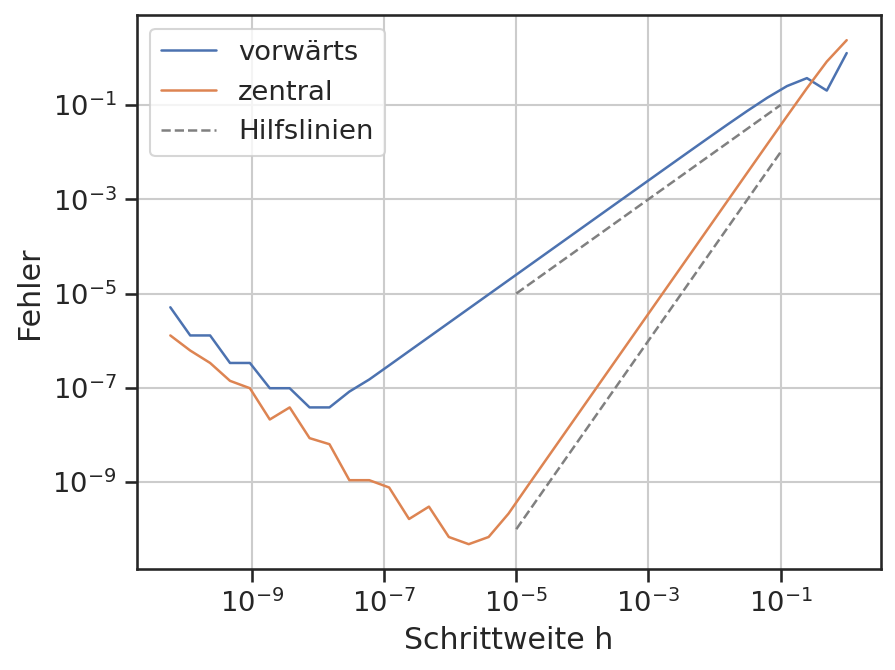 vorwärts
zentral
Hilfslinien
10⁻¹
10⁻³
10⁻⁵
10⁻⁷
10⁻⁹
Fehler
10⁻⁹ 10⁻⁷ 10⁻⁵ 10⁻³ 10⁻¹
Schrittweite h